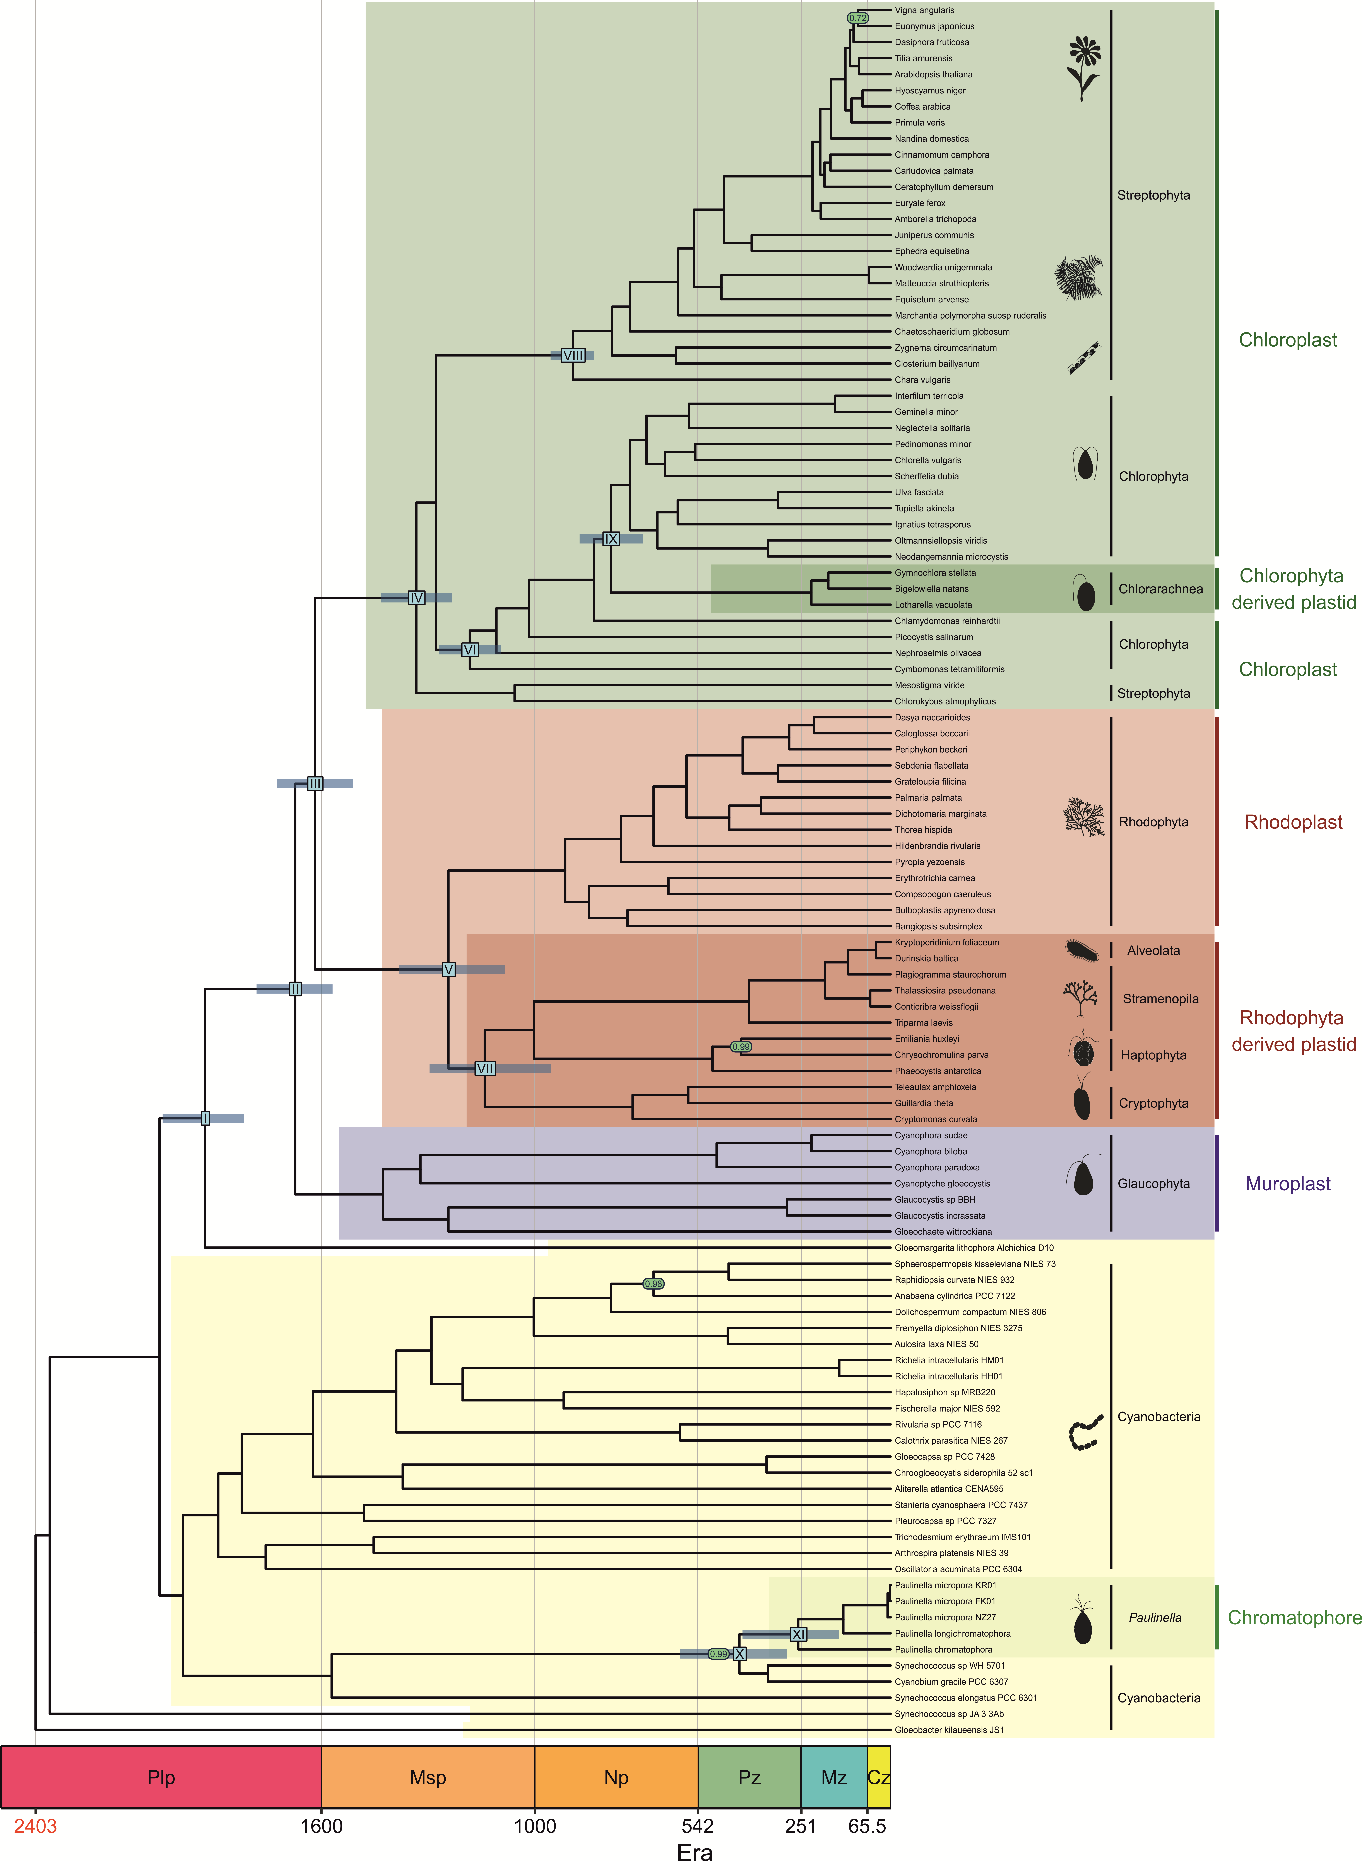 Vigna angularis
0.72
Euonymus japonicus
Dasiphora fruticosa
Tilia amurensis
Arabidopsis thaliana
Hyoscyamus niger
Coffea arabica
Primula veris
Nandina domestica
Cinnamomum camphora
Carludovica palmata
Ceratophyllum demersum
Streptophyta
Euryale ferox
Amborella trichopoda
Juniperus communis
Ephedra equisetina
Woodwardia unigemmata
Matteuccia struthiopteris
Equisetum arvense
Marchantia polymorpha subsp ruderalis
Chaetosphaeridium globosum
Chloroplast
Zygnema circumcarinatum
VIII
Closterium baillyanum
Chara vulgaris
Interfilum terricola
Geminella minor
Neglectella solitaria
Pedinomonas minor
Chlorella vulgaris
Scherffelia dubia
Chlorophyta
Ulva fasciata
Tupiella akineta
Ignatius tetrasporus
IX
Oltmannsiellopsis viridis
Neodangemannia microcystis
Gymnochlora stellata
Chlorophyta
derived plastid
Bigelowiella natans
Chlorarachnea
IV
Lotharella vacuolata
Chlamydomonas reinhardtii
Picocystis salinarum
Chlorophyta
VI
Nephroselmis olivacea
Cymbomonas tetramitiformis
Chloroplast
Mesostigma viride
Streptophyta
Chlorokybus atmophyticus
Dasya naccarioides
Caloglossa beccari
Periphykon beckeri
Sebdenia flabellata
III
Grateloupia filicina
Palmaria palmata
Dichotomaria marginata
Rhodophyta
Rhodoplast
Thorea hispida
Hildenbrandia rivularis
Pyropia yezoensis
Erythrotrichia carnea
Compsopogon caeruleus
Bulboplastis apyrenoidosa
Bangiopsis subsimplex
Kryptoperidinium foliaceum
Alveolata
Durinskia baltica
V
Plagiogramma staurophorum
II
Thalassiosira pseudonana
Stramenopila
Conticribra weissflogii
Triparma laevis
Rhodophyta
derived plastid
Emiliania huxleyi
0.99
Chrysochromulina parva
Haptophyta
VII
Phaeocystis antarctica
Teleaulax amphioxeia
Guillardia theta
Cryptophyta
I
Cryptomonas curvata
Cyanophora sudae
Cyanophora biloba
Cyanophora paradoxa
Cyanoptyche gloeocystis
Glaucophyta
Muroplast
Glaucocystis sp BBH
Glaucocystis incrassata
Gloeochaete wittrockiana
Gloeomargarita lithophora Alchichica D10
Sphaerospermopsis kisseleviana NIES 73
Raphidiopsis curvata NIES 932
0.98
Anabaena cylindrica PCC 7122
Dolichospermum compactum NIES 806
Fremyella diplosiphon NIES 3275
Aulosira laxa NIES 50
Richelia intracellularis HM01
Richelia intracellularis HH01
Hapalosiphon sp MRB220
Fischerella major NIES 592
Cyanobacteria
Rivularia sp PCC 7116
Calothrix parasitica NIES 267
Gloeocapsa sp PCC 7428
Chroogloeocystis siderophila 52 sc1
Aliterella atlantica CENA595
Stanieria cyanosphaera PCC 7437
Pleurocapsa sp PCC 7327
Trichodesmium erythraeum IMS101
Arthrospira platensis NIES 39
Oscillatoria acuminata PCC 6304
Paulinella micropora KR01
Paulinella micropora FK01
Paulinella micropora NZ27
Paulinella
Chromatophore
XI
Paulinella longichromatophora
Paulinella chromatophora
0.99
X
Synechococcus sp WH 5701
Cyanobium gracile PCC 6307
Synechococcus elongatus PCC 6301
Cyanobacteria
Synechococcus sp JA 3 3Ab
Gloeobacter kilaueensis JS1
Plp Msp Np Pz Mz Cz
2403 1600 1000 542 251 65.5
Era